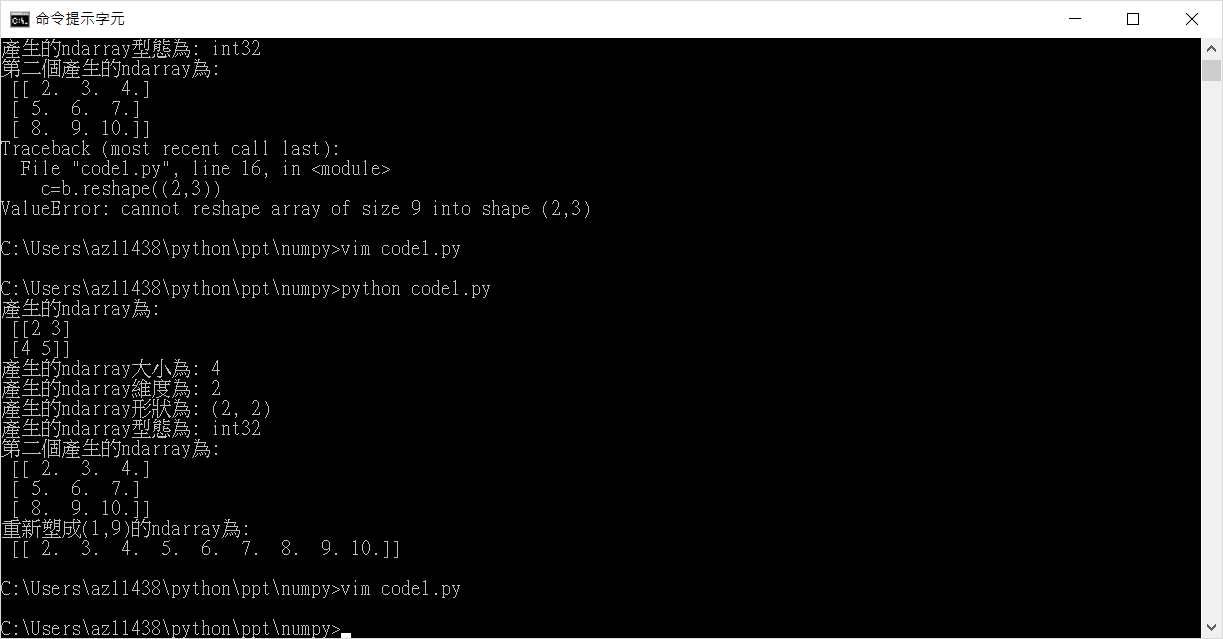 命令提示字元
產生的ndarray型態為: int32
第二個產生的ndarray為:
 [[ 2.  3.  4.]
 [ 5.  6.  7.]
 [ 8.  9. 10.]]
Traceback (most recent call last):
  File "code1.py", line 16, in <module>
    c=b.reshape((2,3))
ValueError: cannot reshape array of size 9 into shape (2,3)
C:\Users\az11438\python\ppt\numpy>vim code1.py
C:\Users\az11438\python\ppt\numpy>python code1.py
產生的ndarray為:
 [[2 3]
 [4 5]]
產生的ndarray大小為: 4
產生的ndarray維度為: 2
產生的ndarray形狀為: (2, 2)
產生的ndarray型態為: int32
第二個產生的ndarray為:
 [[ 2.  3.  4.]
 [ 5.  6.  7.]
 [ 8.  9. 10.]]
重新塑成(1,9)的ndarray為:
 [[ 2.  3.  4.  5.  6.  7.  8.  9. 10.]]
C:\Users\az11438\python\ppt\numpy>vim code1.py
C:\Users\az11438\python\ppt\numpy>